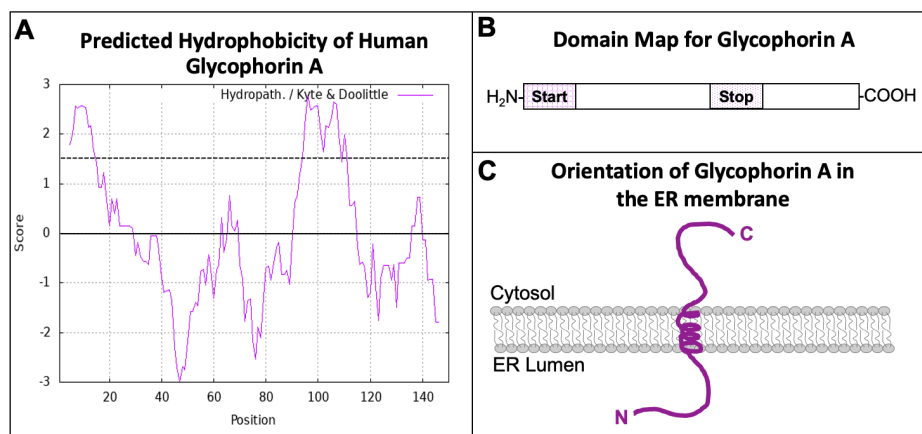 A
Predicted Hydrophobicity of Human
Glycophorin A
Hydropath. / Kyte & Doolittle
3
2
1
0
-1
-2
-3
Score
20
40
60
80
100
120
140
Position
B
Domain Map for Glycophorin A
H₂N-
Start
Stop
-COOH
C
Orientation of Glycophorin A in
the ER membrane
C
Cytosol
ER Lumen
N